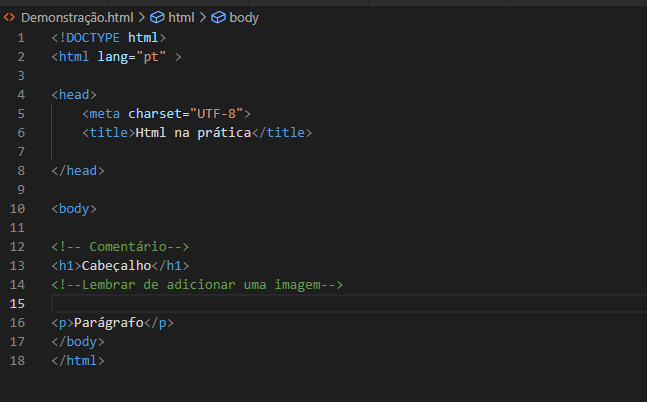 Demonstração.html > html > body
1 <!DOCTYPE html>
2 <html lang="pt" >
3
4 <head>
5 <meta charset="UTF-8">
6 <title>Html na prática</title>
7
8 </head>
9
10 <body>
11
12 <!-- Comentário-->
13 <h1>Cabeçalho</h1>
14 <!--Lembrar de adicionar uma imagem-->
15
16 <p>Parágrafo</p>
17 </body>
18 </html>